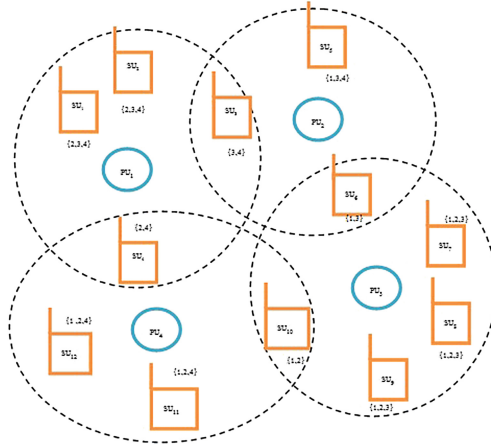 SU₅
{1,3,4}
SU₂
{2,3,4}
SU₁
{2,3,4}
SU₃
{3,4}
PU₂
PU₁
SU₆
{1,3}
{1,2,3}
SU₇
{2,4}
SU₄
PU₃
{1,2,4}
SU₁₂
PU₄
SU₁₀
{1,2}
SU₈
{1,2,3}
{1,2,4}
SU₁₁
SU₉
{1,2,3}